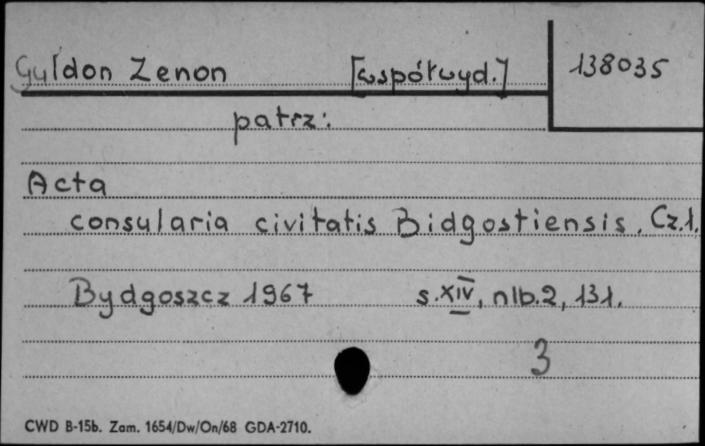 Guldon Zenon [współwyd.] 138035
patrz:
Acta
consularia civitatis Bidgostiensis. Cz.1.
Bydgoszcz 1967 s.XIV, nlb.2, 131.
3
CWD B-15b. Zam. 1654/Dw/On/68 GDA-2710.